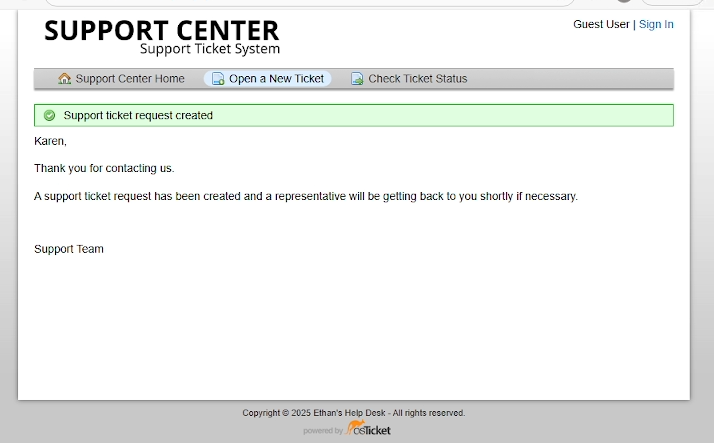 SUPPORT CENTER
Support Ticket System
Guest User | Sign In
Support Center Home
Open a New Ticket
Check Ticket Status
Support ticket request created
Karen,
Thank you for contacting us.
A support ticket request has been created and a representative will be getting back to you shortly if necessary.
Support Team
Copyright © 2025 Ethan's Help Desk - All rights reserved.
powered by osTicket